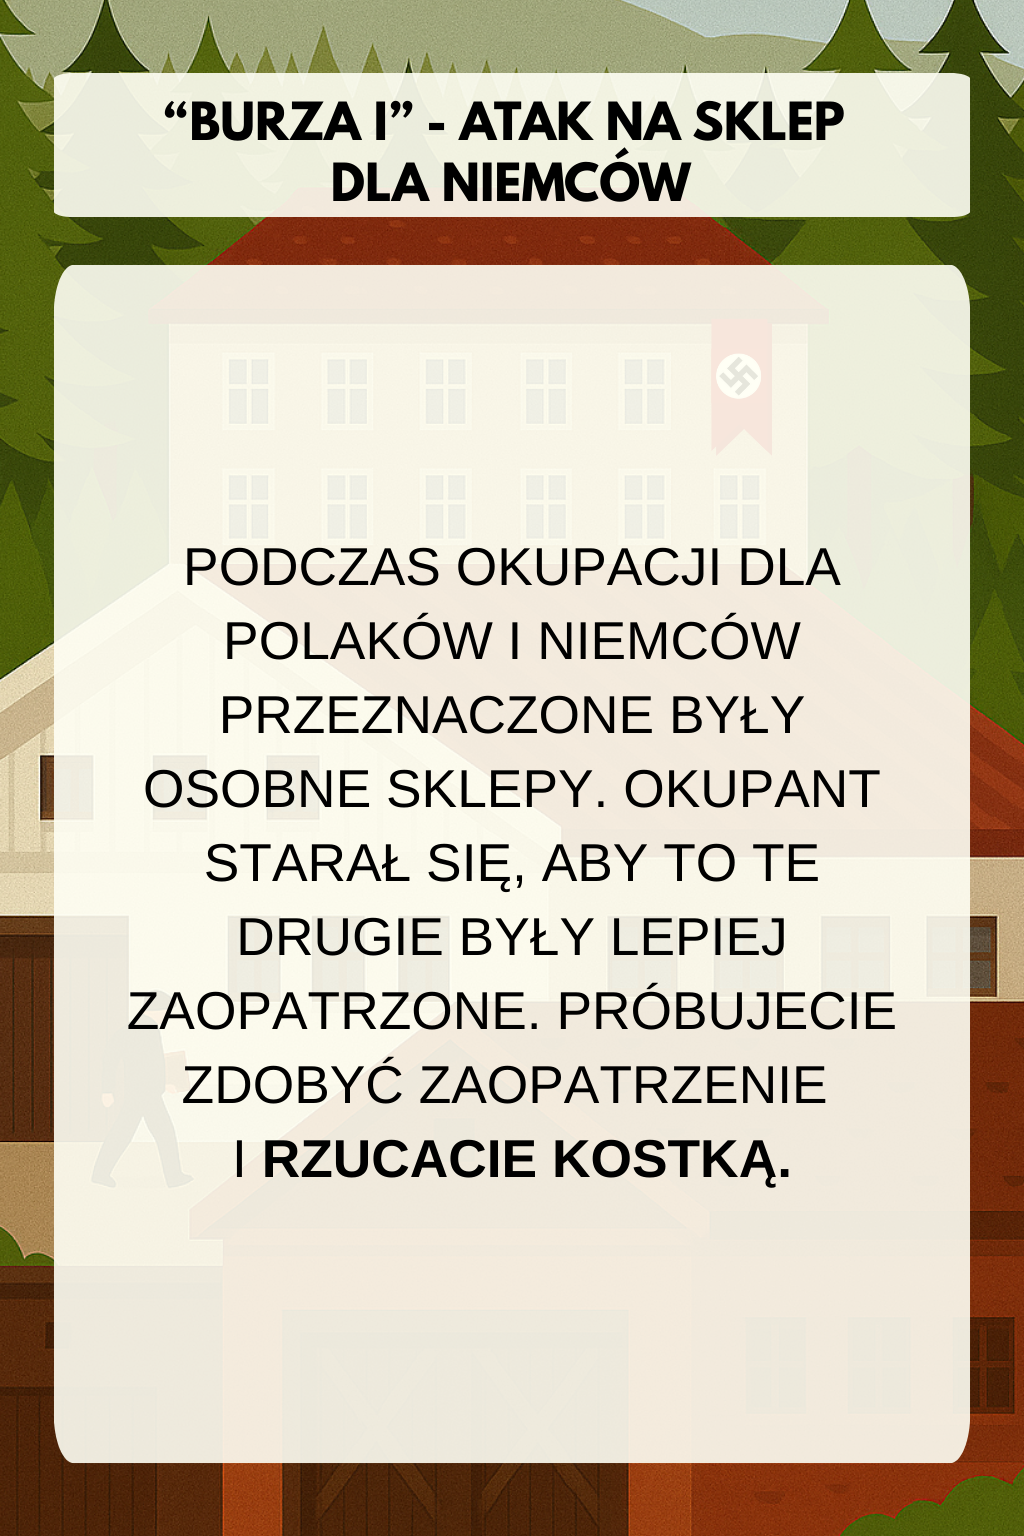 “BURZA I” - ATAK NA SKLEP
DLA NIEMCÓW
PODCZAS OKUPACJI DLA
POLAKÓW I NIEMCÓW
PRZEZNACZONE BYŁY
OSOBNE SKLEPY. OKUPANT
STARAŁ SIĘ, ABY TO TE
DRUGIE BYŁY LEPIEJ
ZAOPATRZONE. PRÓBUJECIE
ZDOBYĆ ZAOPATRZENIE
I RZUCACIE KOSTKĄ.